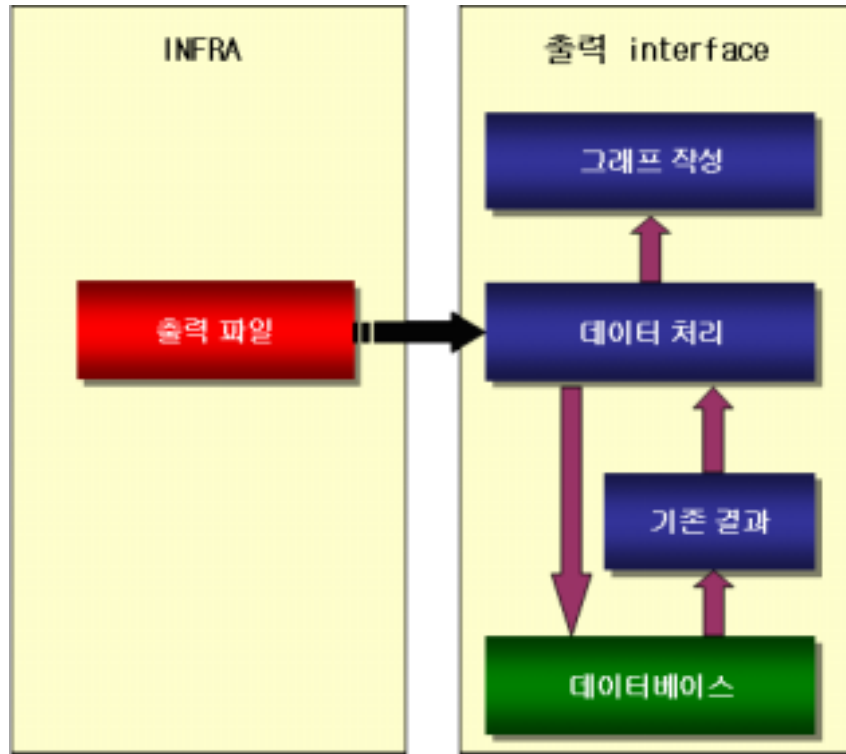 INFRA
출력 파일
출력 interface
그래프 작성
데이터 처리
기존 결과
데이터베이스